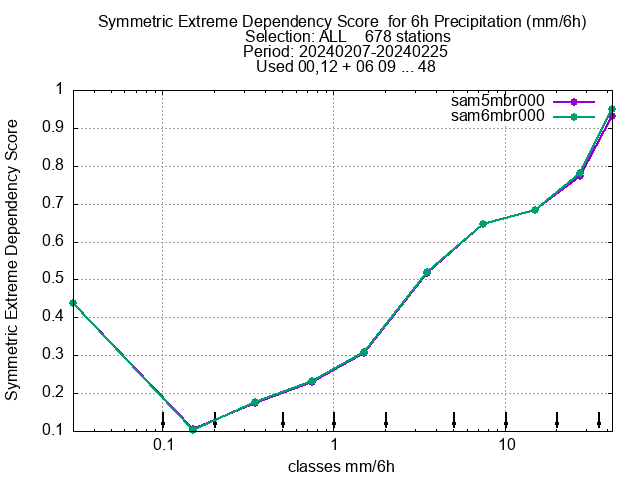 Symmetric Extreme Dependency Score  for 6h Precipitation (mm/6h)
Selection: ALL    678 stations
Period: 20240207-20240225
Used 00,12 + 06 09 ... 48
sam5mbr000
sam6mbr000
1
0.9
0.8
0.7
0.6
0.5
0.4
0.3
0.2
0.1
Symmetric Extreme Dependency Score
0.1 1 10
classes mm/6h